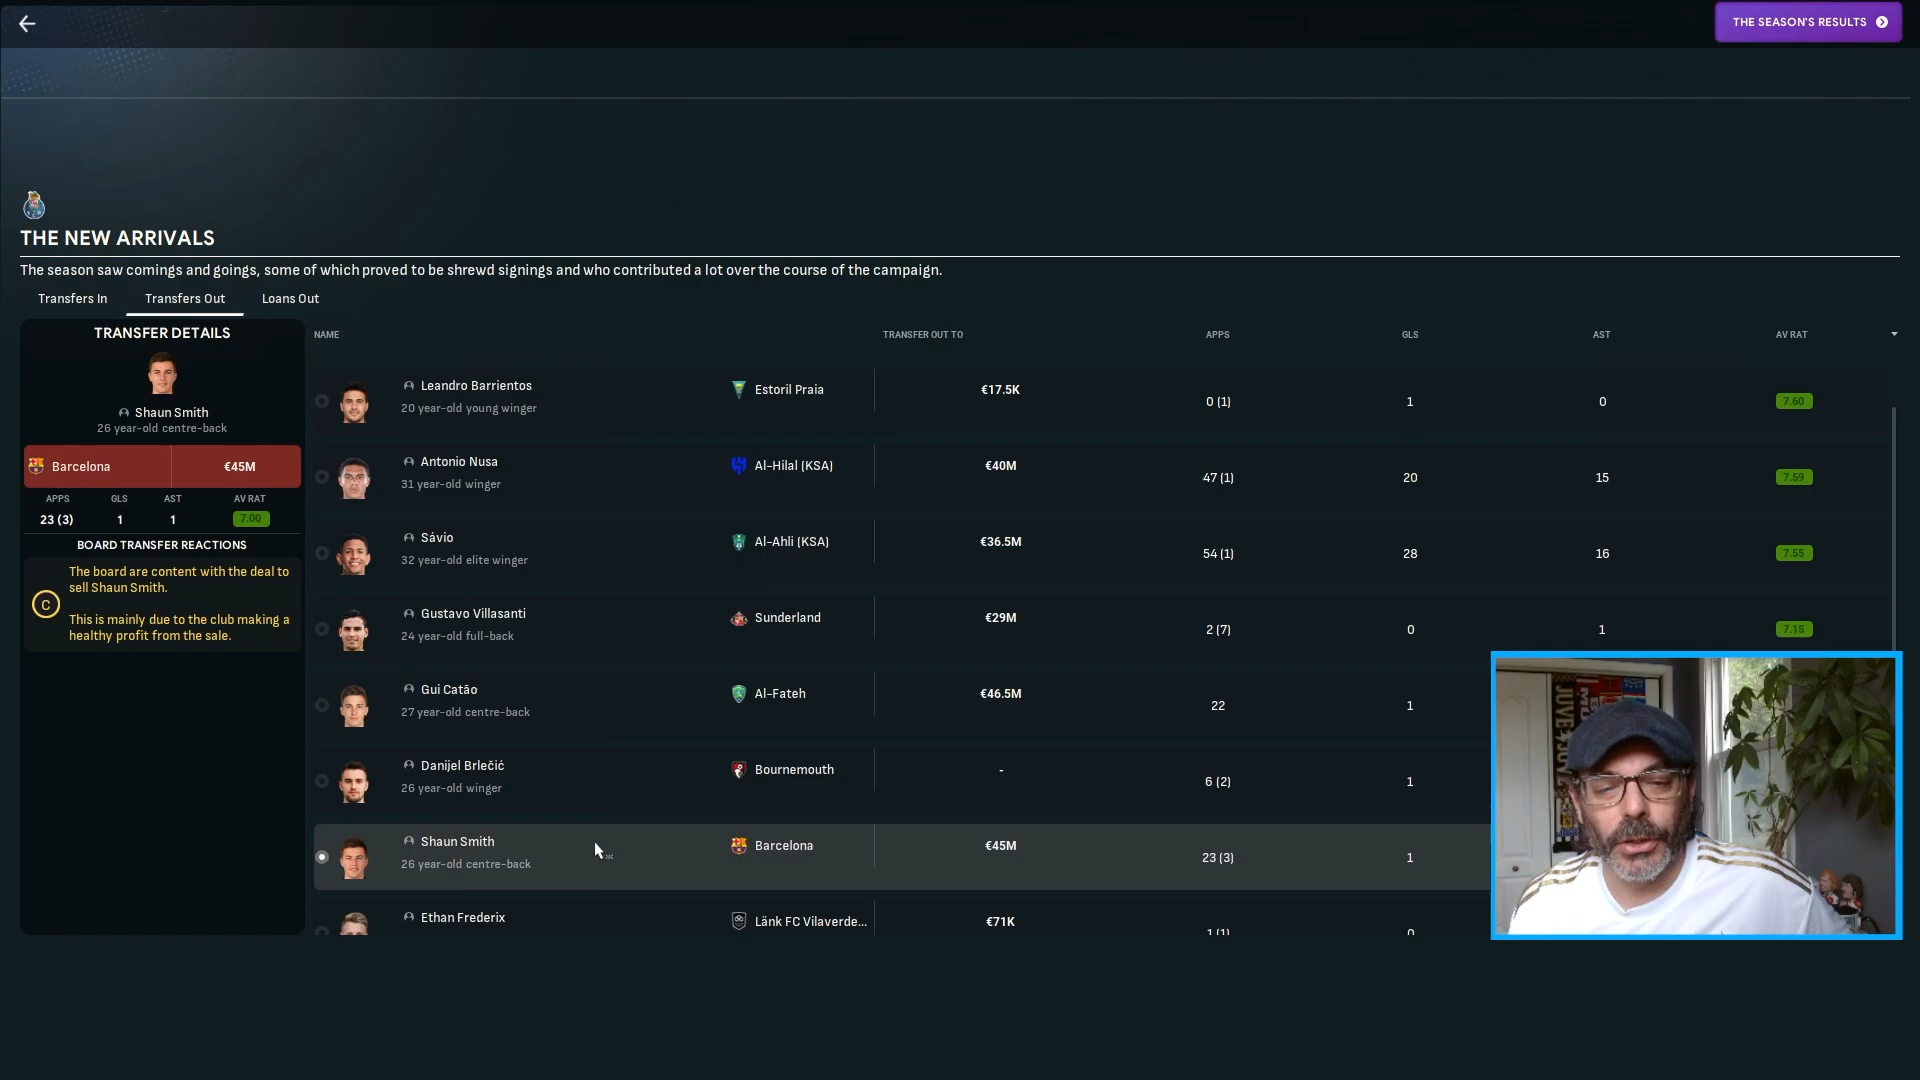 THE SEASON'S RESULTS
THE NEW ARRIVALS
The season saw comings and goings, some of which proved to be shrewd signings and who contributed a lot over the course of the campaign.
Transfers In Transfers Out Loans Out
TRANSFER DETAILS
Shaun Smith
26 year-old centre-back
Barcelona €45M
APPS GLS AST AV RAT
23 (3) 1 1 7.00
BOARD TRANSFER REACTIONS
C
The board are content with the deal to
sell Shaun Smith.
This is mainly due to the club making a
healthy profit from the sale.
NAME TRANSFER OUT TO APPS GLS AST AV RAT
Leandro Barrientos
20 year-old young winger
Estoril Praia €17.5K 0 (1) 1 0 7.60
Antonio Nusa
31 year-old winger
Al-Hilal (KSA) €40M 47 (1) 20 15 7.59
Sávio
32 year-old elite winger
Al-Ahli (KSA) €36.5M 54 (1) 28 16 7.55
Gustavo Villasanti
24 year-old full-back
Sunderland €29M 2 (7) 0 1 7.15
Gui Catão
27 year-old centre-back
Al-Fateh €46.5M 22 1
Danijel Brlečić
26 year-old winger
Bournemouth - 6 (2) 1
Shaun Smith
26 year-old centre-back
Barcelona €45M 23 (3) 1
Ethan Frederix
Länk FC Vilaverde... €71K 1 (1) 0
JUVE